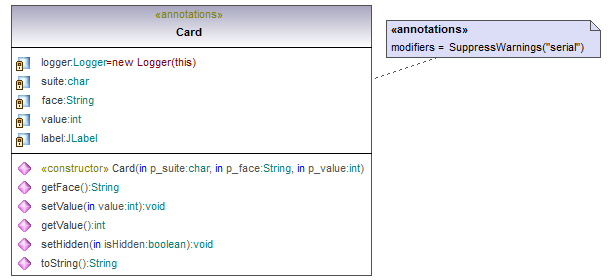 «annotations»
Card
logger:Logger=new Logger(this)
suite:char
face:String
value:int
label:JLabel
«constructor» Card(in p_suite:char, in p_face:String, in p_value:int)
getFace():String
setValue(in value:int):void
getValue():int
setHidden(in isHidden:boolean):void
toString():String
«annotations»
modifiers = SuppressWarnings("serial")